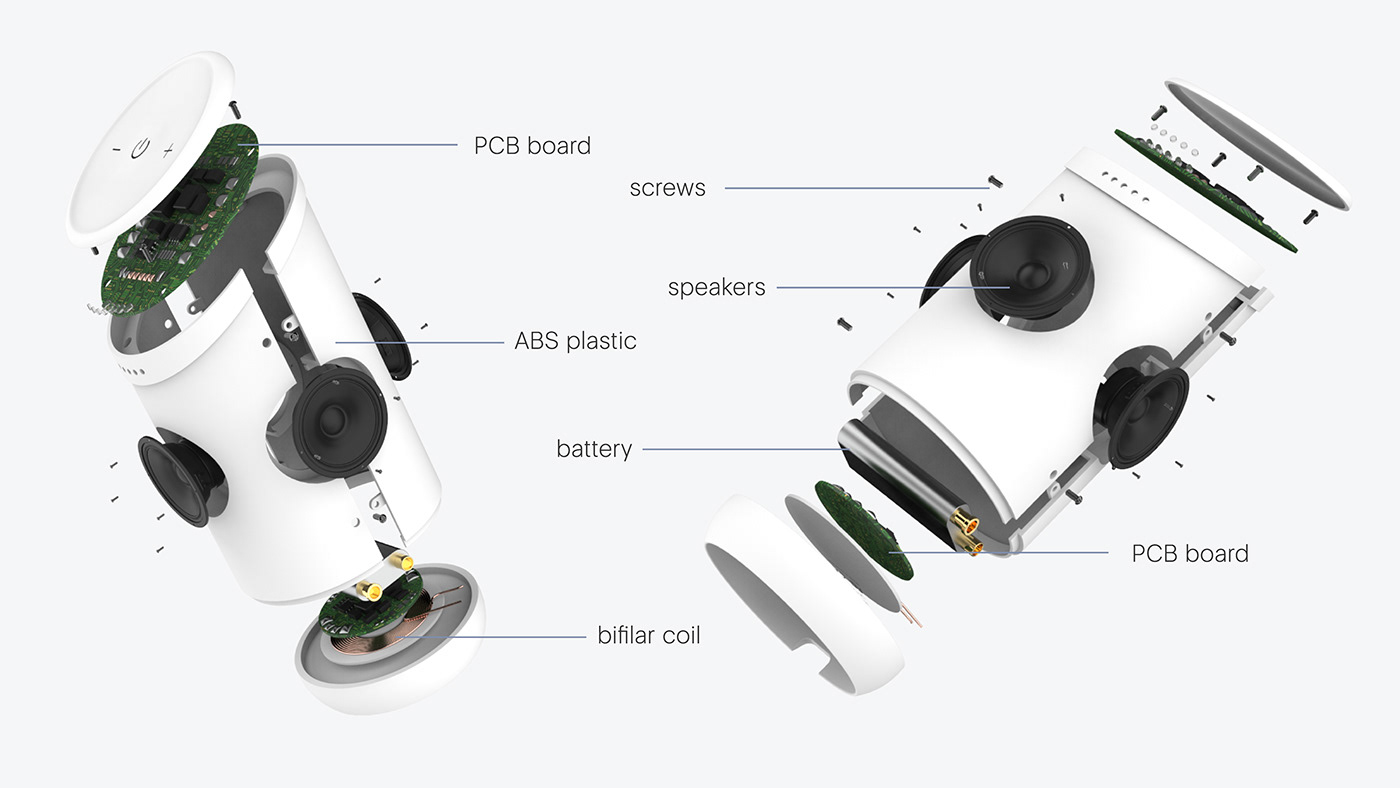 PCB board
screws
speakers
ABS plastic
battery
PCB board
bifilar coil